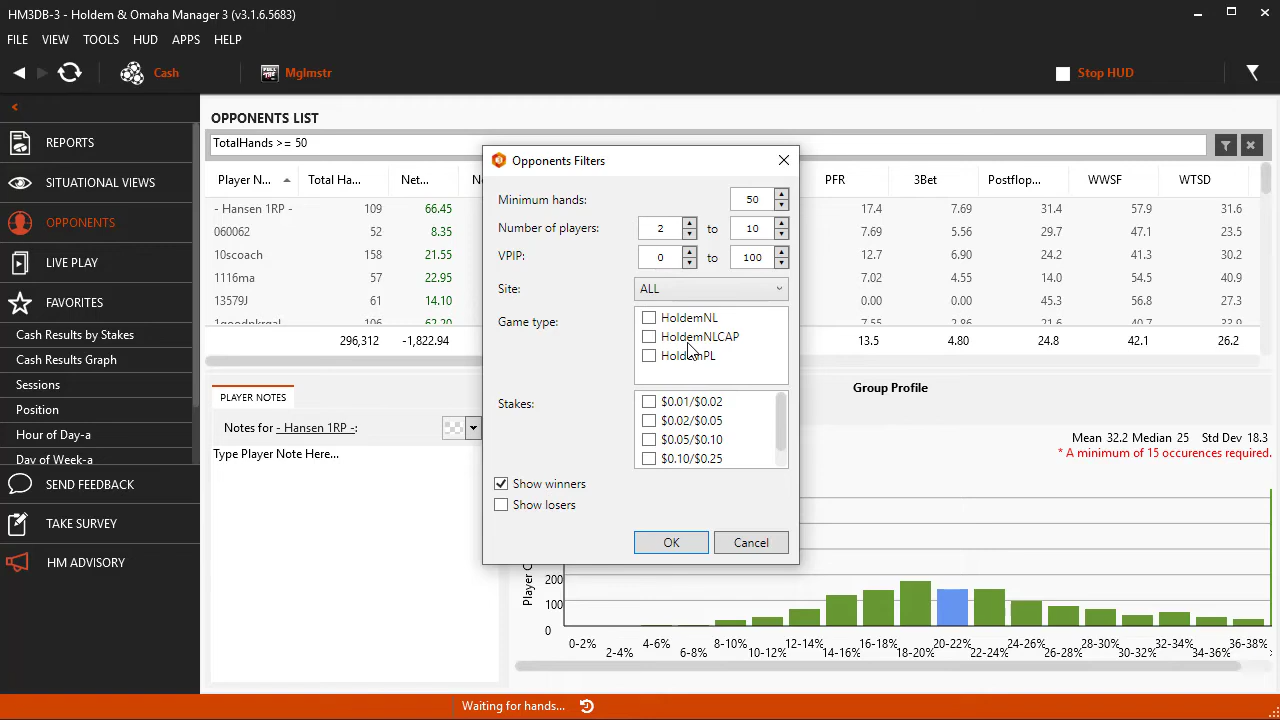 HM3DB-3 - Holdem & Omaha Manager 3 (v3.1.6.5683)
FILE VIEW TOOLS HUD APPS HELP
Cash Mglmstr Stop HUD
<
REPORTS
SITUATIONAL VIEWS
OPPONENTS
LIVE PLAY
FAVORITES
Cash Results by Stakes
Cash Results Graph
Sessions
Position
Hour of Day-a
Day of Week-a
SEND FEEDBACK
TAKE SURVEY
HM ADVISORY
OPPONENTS LIST
TotalHands >= 50
Player N... Total Ha... Net... PFR 3Bet Postflop... WWSF WTSD
- Hansen 1RP - 109 66.45 17.4 7.69 31.4 57.9 31.6
060062 52 8.35 7.69 5.56 29.7 47.1 23.5
10scoach 158 21.55 12.7 6.90 24.2 41.3 30.2
1116ma 57 22.95 7.02 4.55 14.0 54.5 40.9
13579J 61 14.10 0.00 0.00 45.3 56.8 27.3
296,312 -1,822.94 13.5 4.80 24.8 42.1 26.2
Opponents Filters
Minimum hands: 50
Number of players: 2 to 10
VPIP: 0 to 100
Site: ALL
Game type:
HoldemNL
HoldemNLCAP
HoldemPL
Stakes:
$0.01/$0.02
$0.02/$0.05
$0.05/$0.10
$0.10/$0.25
Show winners
Show losers
OK Cancel
PLAYER NOTES
Notes for - Hansen 1RP -:
Type Player Note Here...
Group Profile
Mean 32.2 Median 25 Std Dev 18.3
* A minimum of 15 occurences required.
200
100
0
0-2% 4-6% 8-10% 12-14% 16-18% 20-22% 24-26% 28-30% 32-34% 36-38%
2-4% 6-8% 10-12% 14-16% 18-20% 22-24% 26-28% 30-32% 34-36%
Waiting for hands...